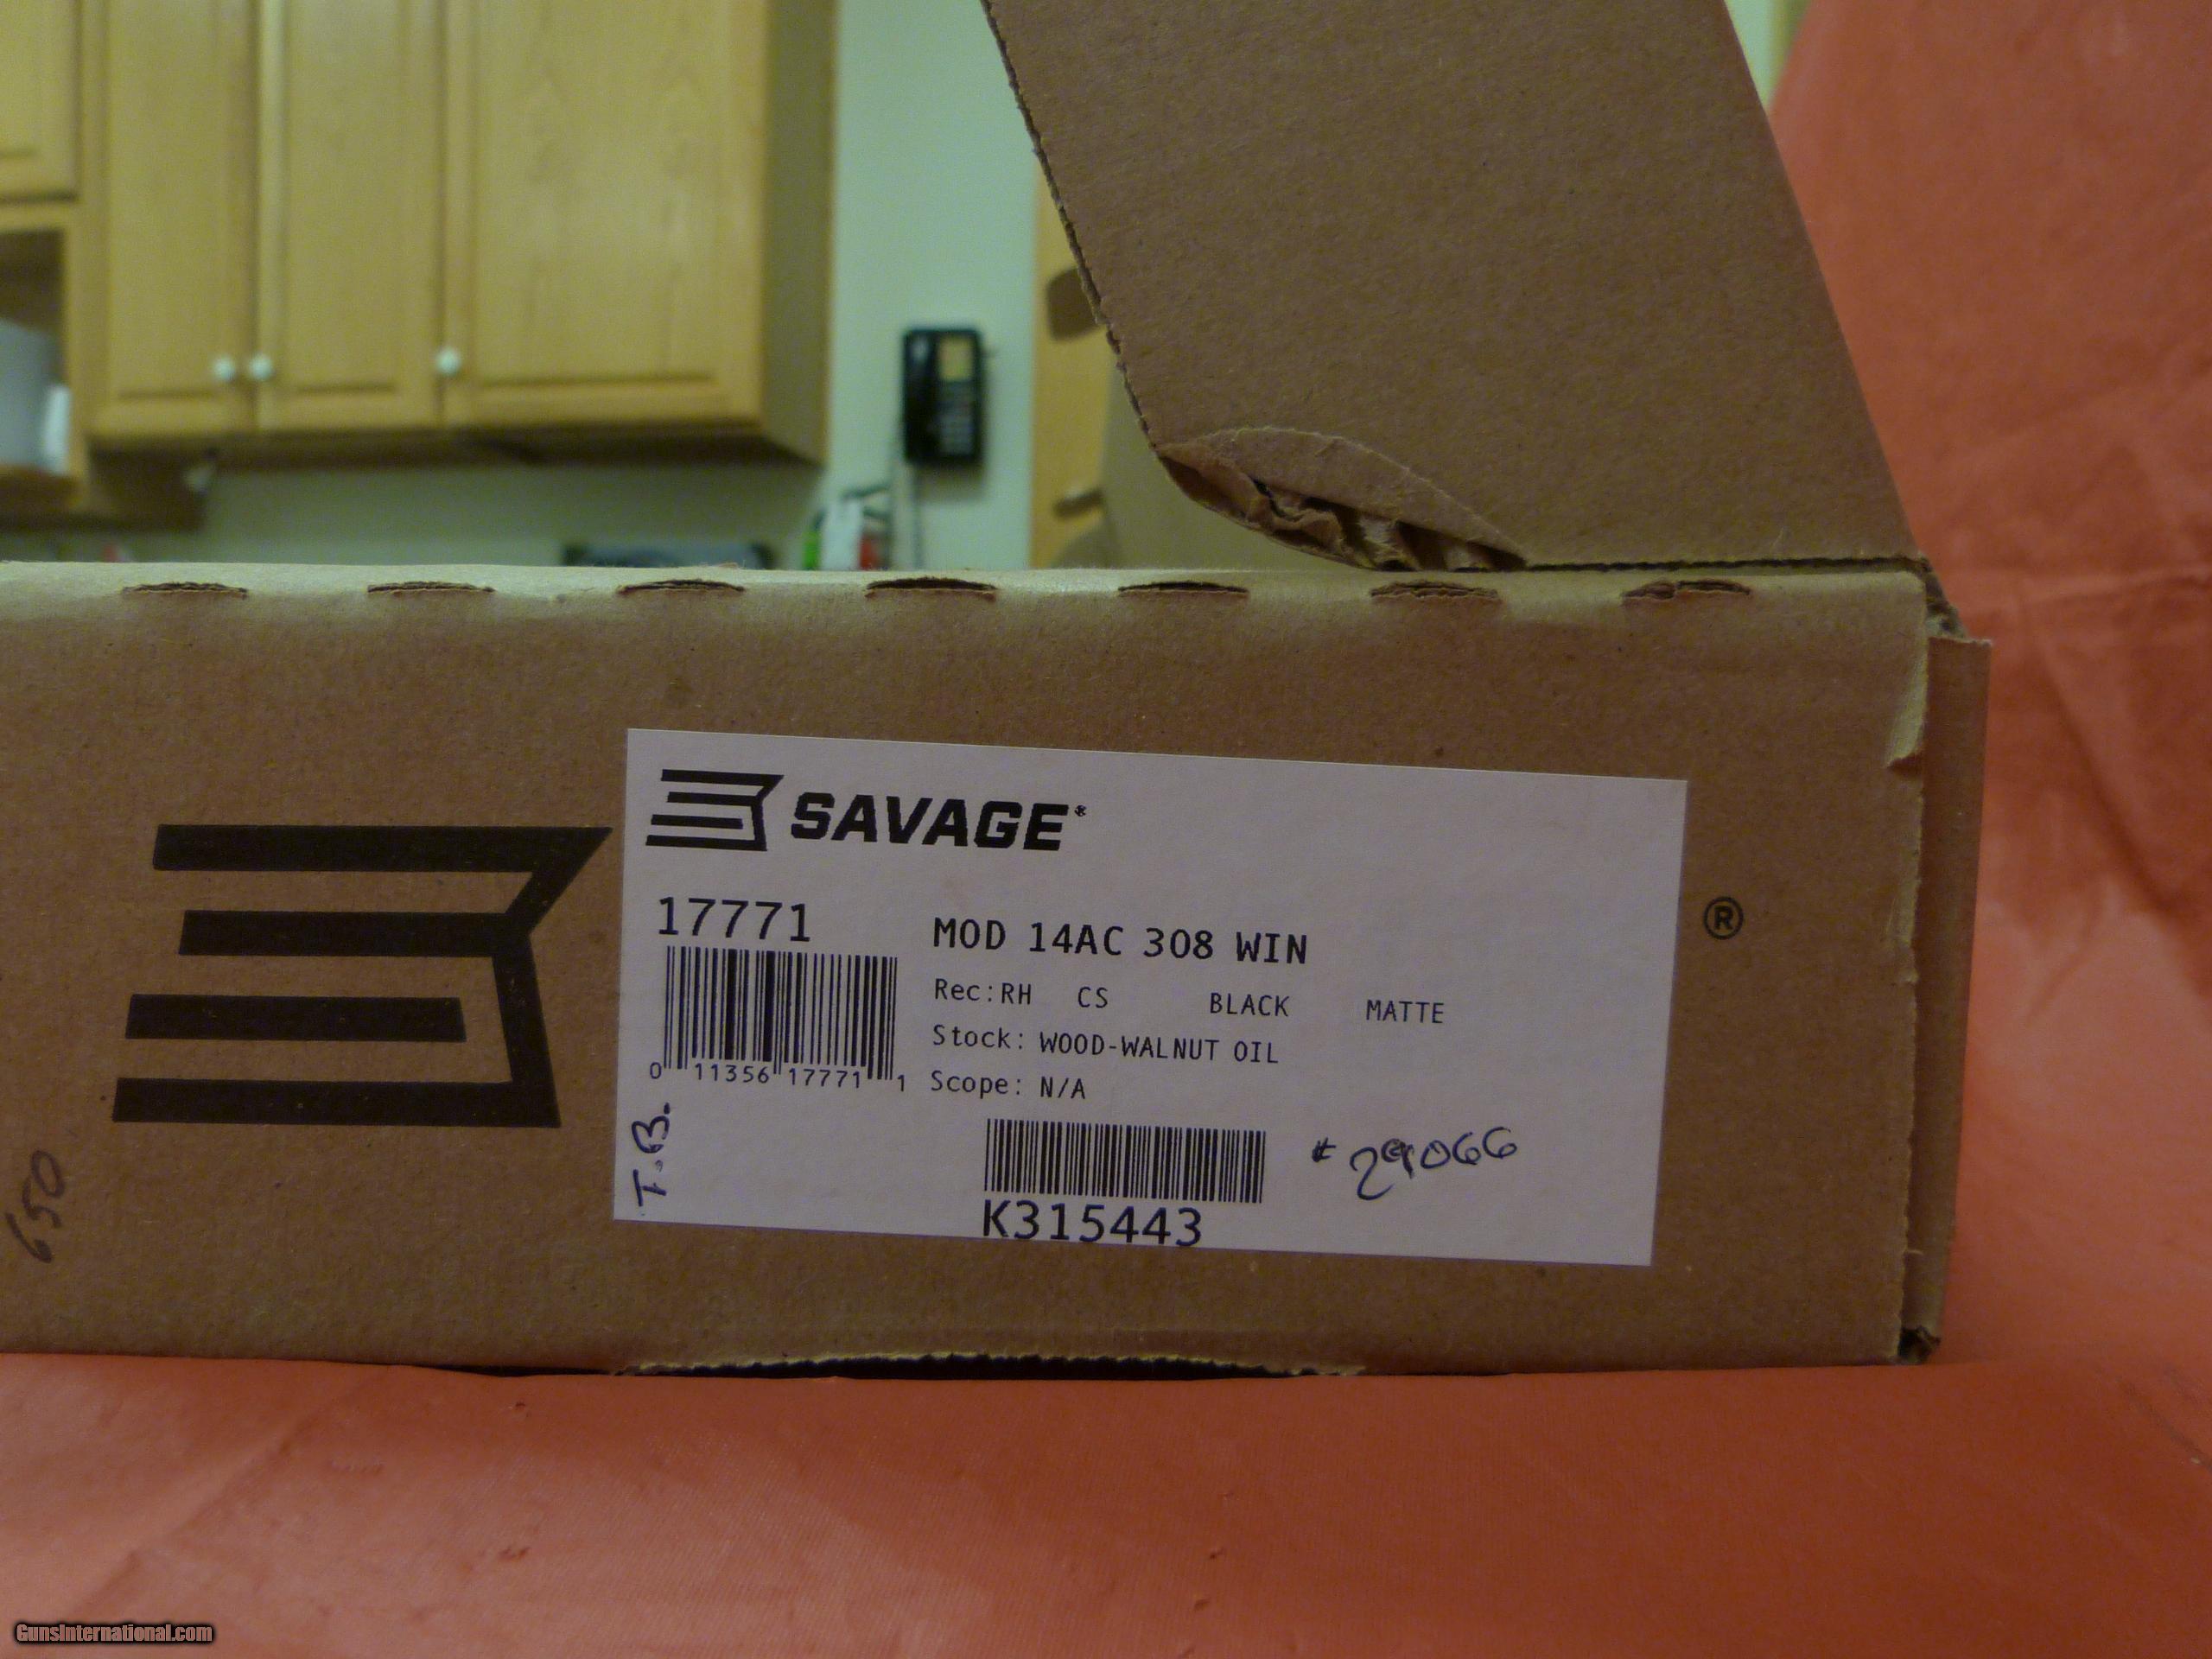 SAVAGE®
17771
MOD 14AC 308 WIN
Rec:RH CS BLACK MATTE
Stock: WOOD-WALNUT OIL
Scope: N/A
0 11356 17771 1
T.B.
#29066
K315443
®
650
GunsInternational.com